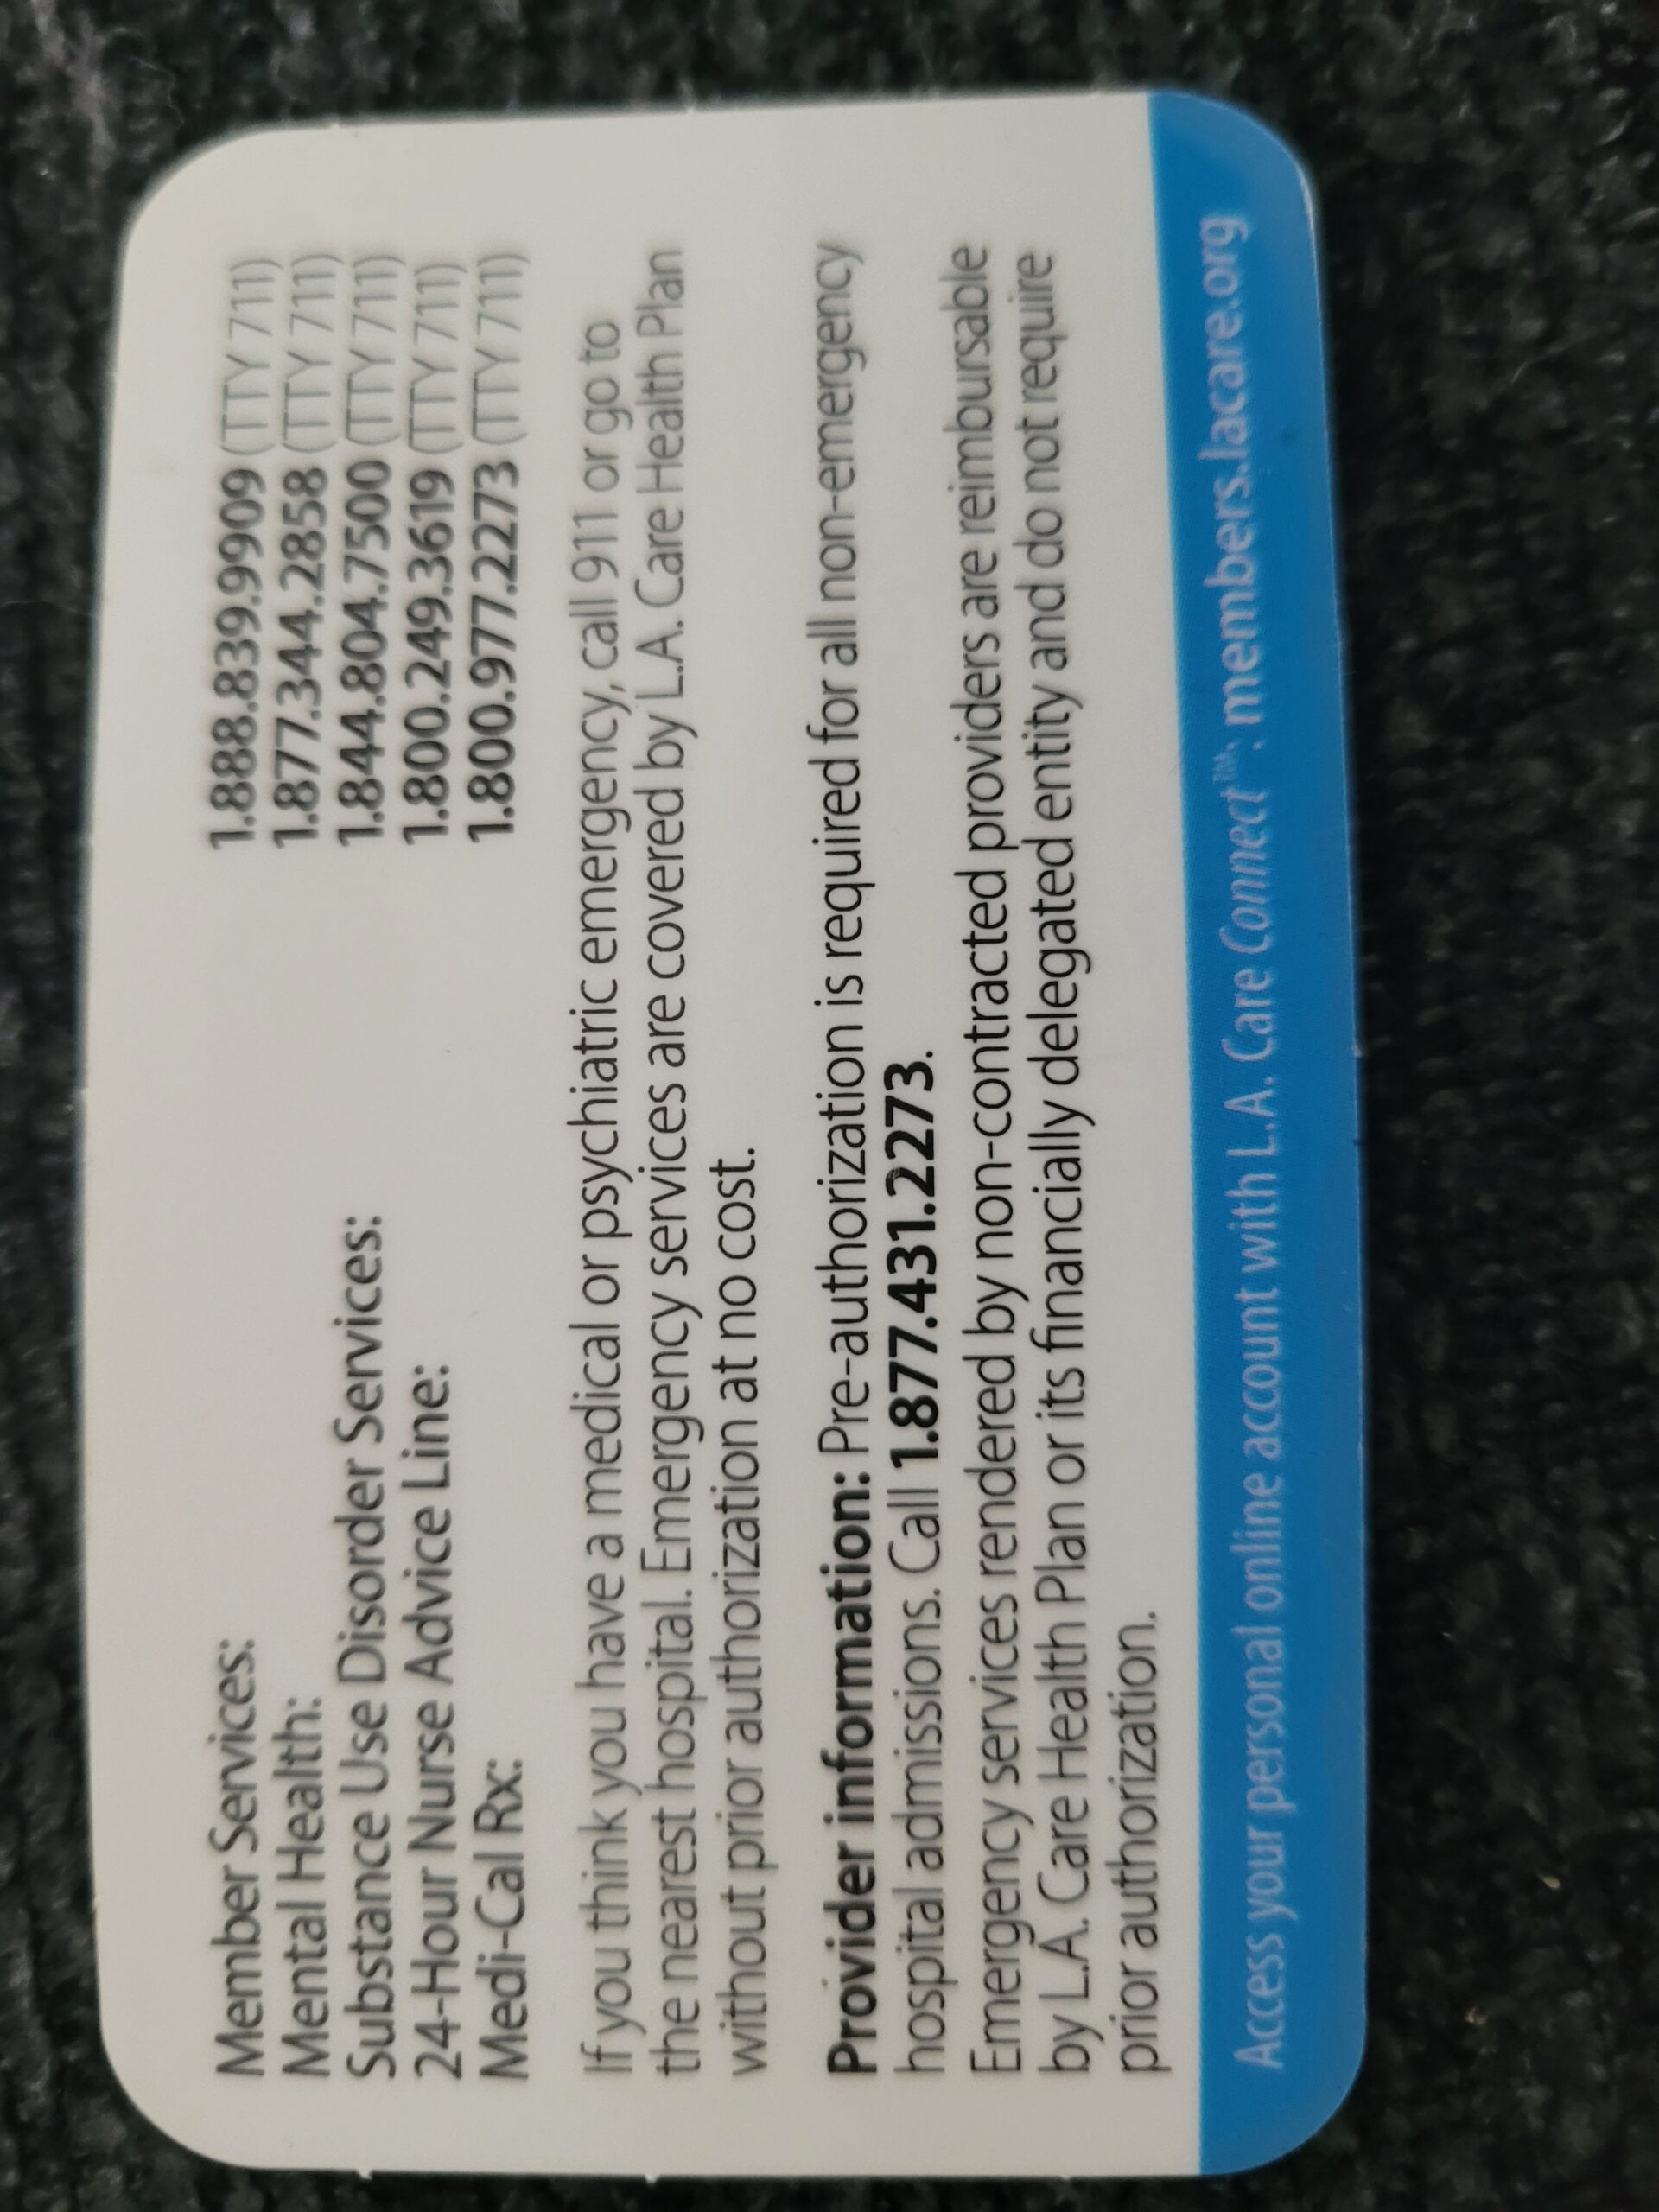 Member Services: 1.888.839.9909 (TTY 711)
Mental Health: 1.877.344.2858 (TTY 711)
Substance Use Disorder Services: 1.844.804.7500 (TTY 711)
24-Hour Nurse Advice Line: 1.800.249.3619 (TTY 711)
Medi-Cal Rx: 1.800.977.2273 (TTY 711)
If you think you have a medical or psychiatric emergency, call 911 or go to
the nearest hospital. Emergency services are covered by L.A. Care Health Plan
without prior authorization at no cost.
Provider information: Pre-authorization is required for all non-emergency
hospital admissions. Call 1.877.431.2273.
Emergency services rendered by non-contracted providers are reimbursable
by L.A. Care Health Plan or its financially delegated entity and do not require
prior authorization.
Access your personal online account with L.A. Care Connect™: members.lacare.org